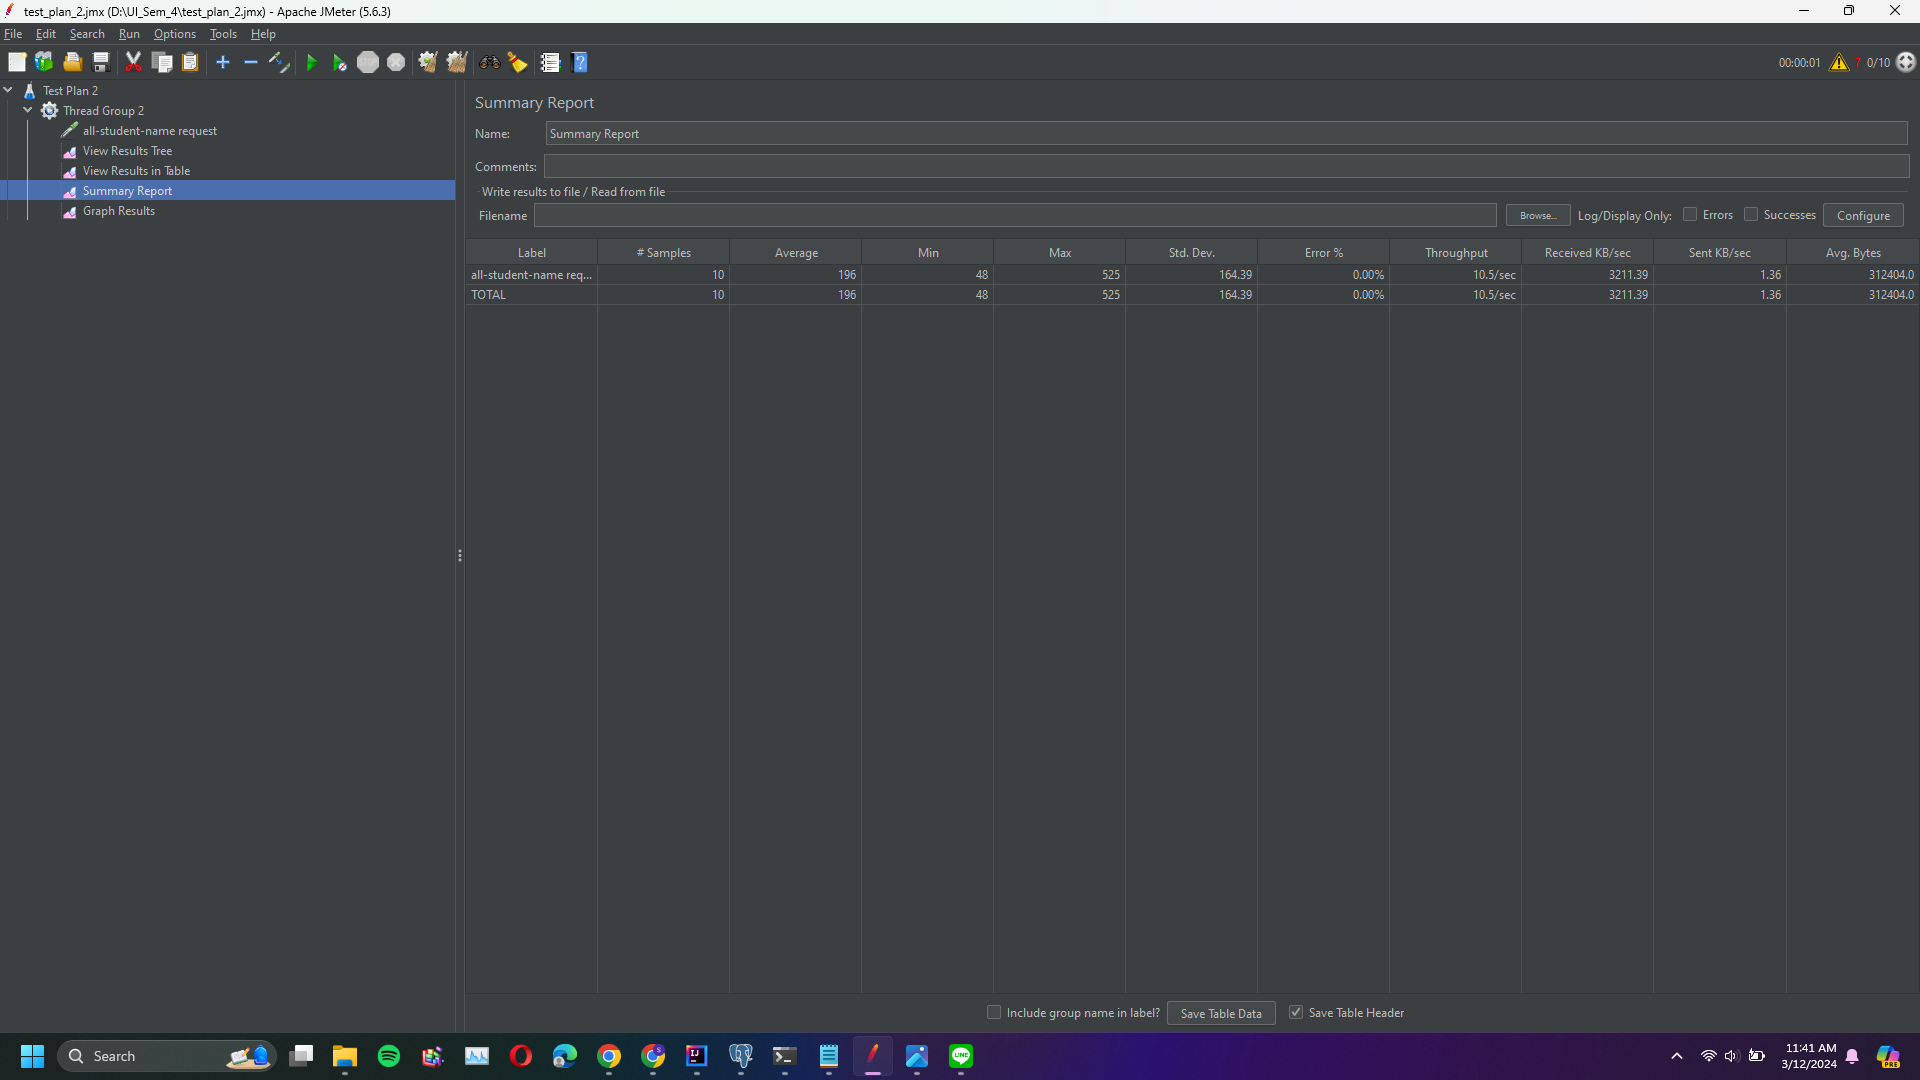 test_plan_2.jmx (D:\UI_Sem_4\test_plan_2.jmx) - Apache JMeter (5.6.3)
File Edit Search Run Options Tools Help
STOP
00:00:01 7 0/10
Test Plan 2
Thread Group 2
all-student-name request
View Results Tree
View Results in Table
Summary Report
Graph Results
Summary Report
Name: Summary Report
Comments:
Write results to file / Read from file
Filename Browse... Log/Display Only: Errors Successes Configure
Label # Samples Average Min Max Std. Dev. Error % Throughput Received KB/sec Sent KB/sec Avg. Bytes
all-student-name req... 10 196 48 525 164.39 0.00% 10.5/sec 3211.39 1.36 312404.0
TOTAL 10 196 48 525 164.39 0.00% 10.5/sec 3211.39 1.36 312404.0
Include group name in label? Save Table Data Save Table Header
Search
11:41 AM
3/12/2024